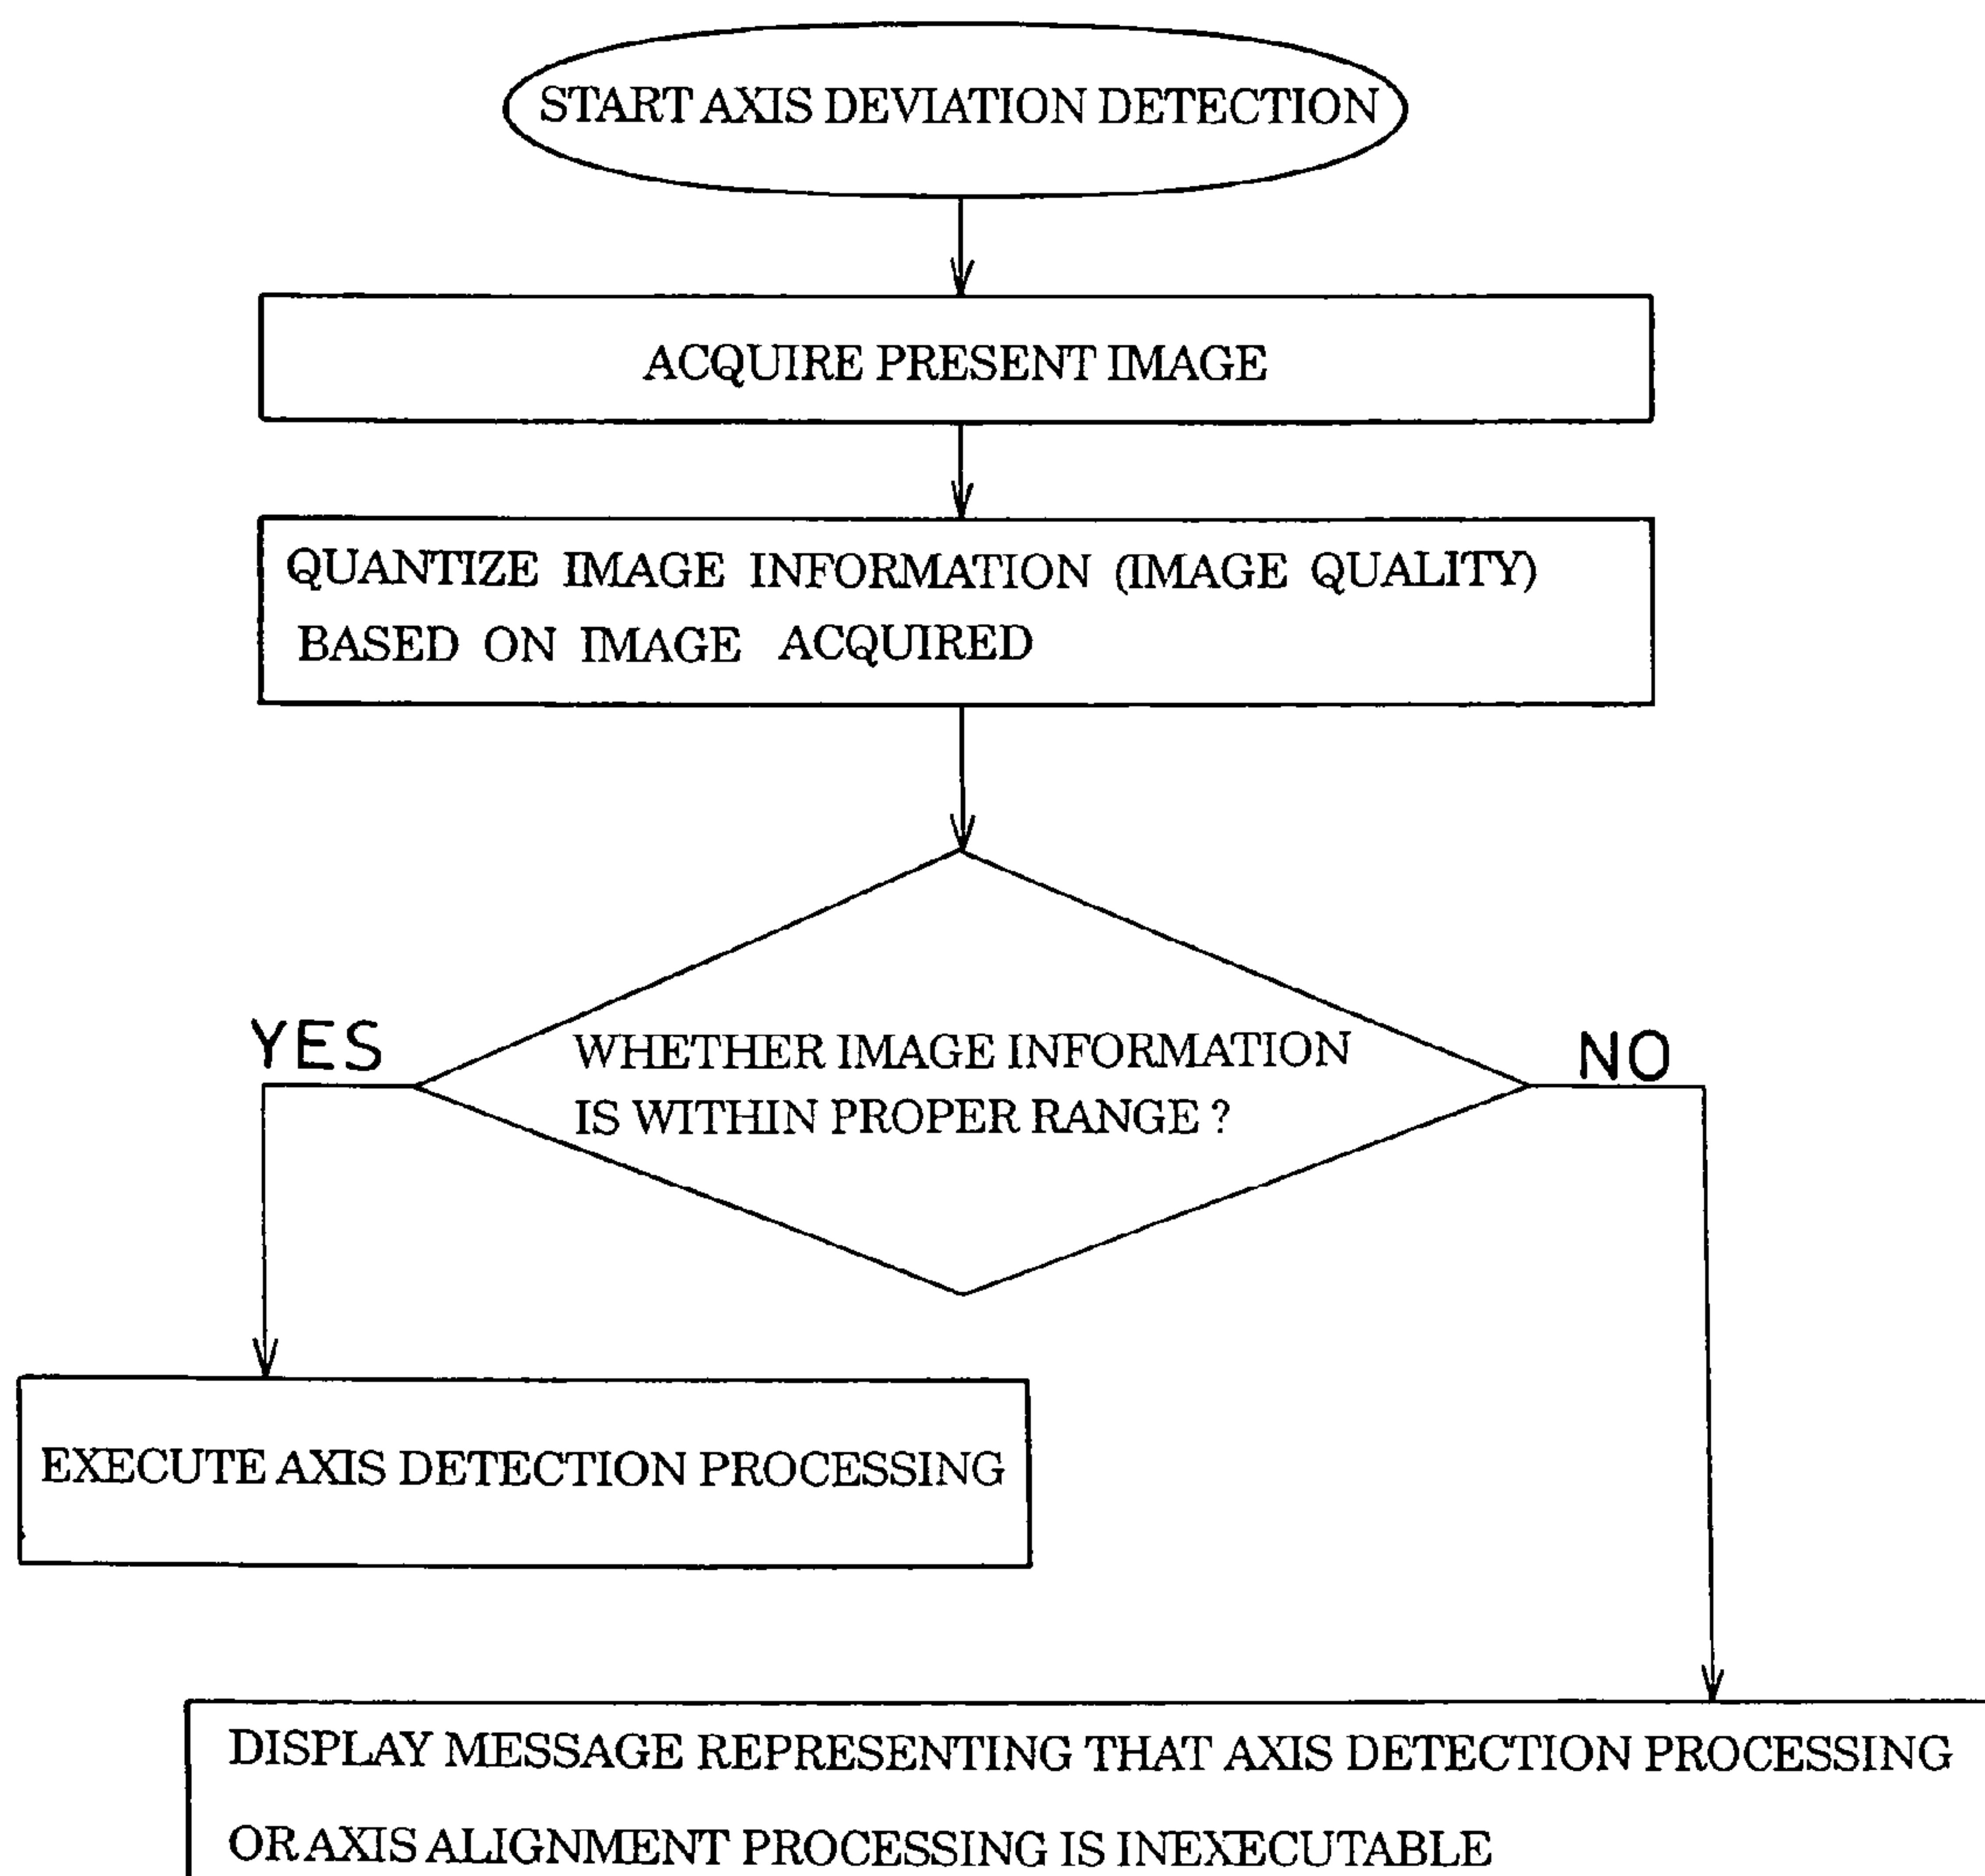 START AXIS DEVIATION DETECTION
ACQUIRE PRESENT IMAGE
QUANTIZE IMAGE INFORMATION (IMAGE QUALITY)
BASED ON IMAGE ACQUIRED
WHETHER IMAGE INFORMATION
IS WITHIN PROPER RANGE ?
YES
NO
EXECUTE AXIS DETECTION PROCESSING
DISPLAY MESSAGE REPRESENTING THAT AXIS DETECTION PROCESSING
OR AXIS ALIGNMENT PROCESSING IS INEXECUTABLE